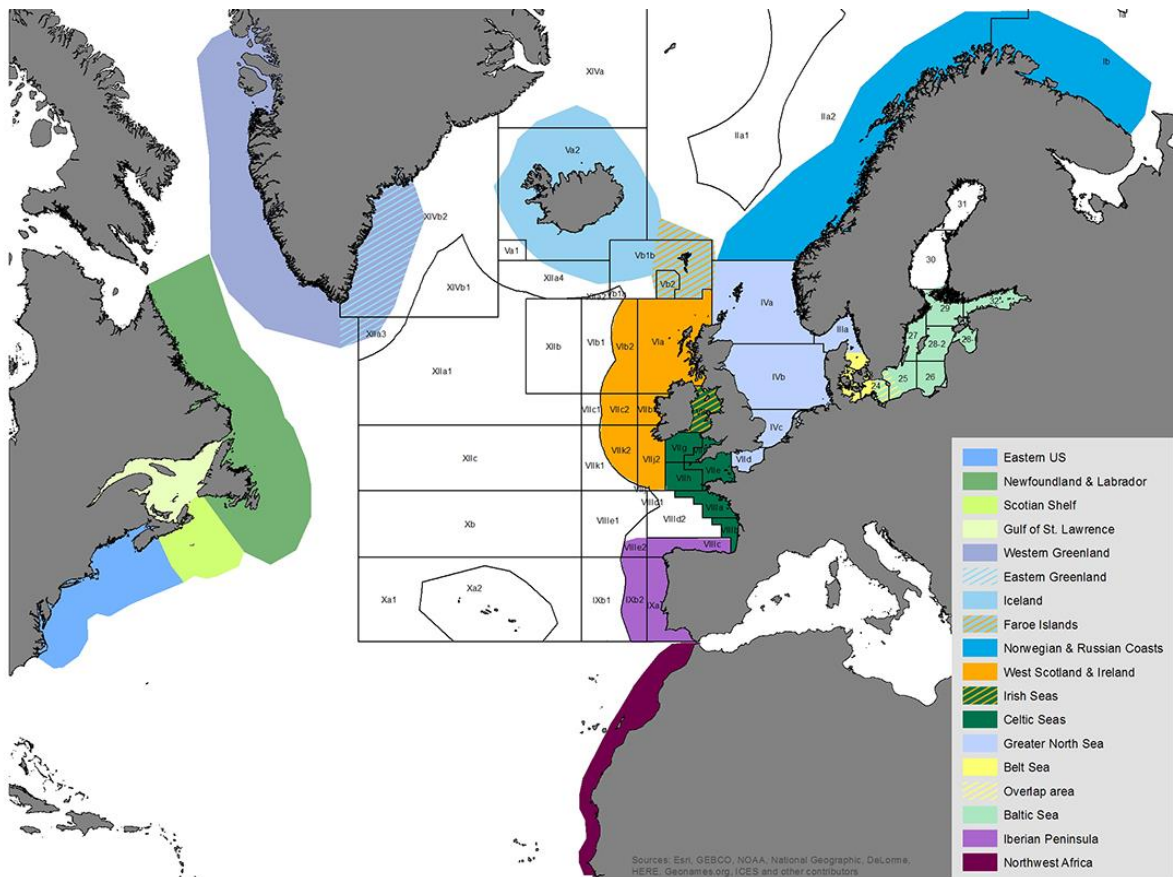 Ia
Ib
XIVa
IIa2
IIa1
Va2
31
XIVb2
30
Va1
Vb1b
XIIa4
Vb2
XIVb1
IVa
29
32
XIIa3
IIIa
27
28-2
XIIb
VIb1
VIb2
VIa
XIIa1
IVb
24
25
26
VIIc1
VIIc2
IVc
XIIc
VIIk1
VIIk2
VIIj2
VIIg
VIIe
VIId
VIIh
Xb
VIIIe1
VIIId1
VIIId2
VIIIa
VIIIb
VIIIe2
VIIIc
Xa1
Xa2
IXb1
IXb2
IXa
Eastern US
Newfoundland & Labrador
Scotian Shelf
Gulf of St. Lawrence
Western Greenland
Eastern Greenland
Iceland
Faroe Islands
Norwegian & Russian Coasts
West Scotland & Ireland
Irish Seas
Celtic Seas
Greater North Sea
Belt Sea
Overlap area
Baltic Sea
Iberian Peninsula
Northwest Africa
Sources: Esri, GEBCO, NOAA, National Geographic, DeLorme,
HERE, Geonames.org, ICES and other contributors